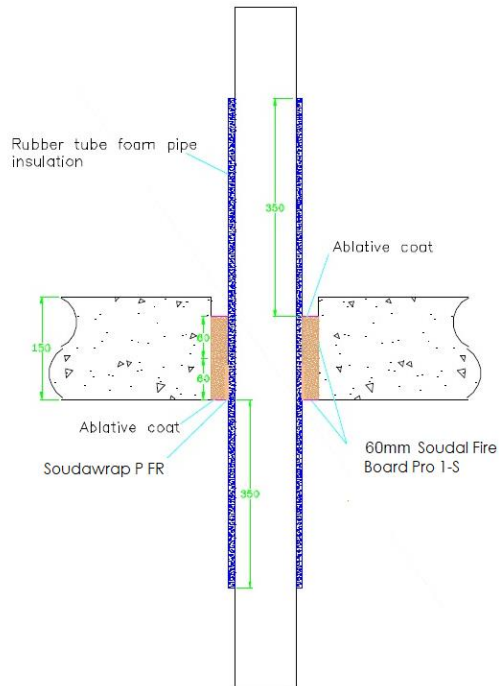 Rubber tube foam pipe
insulation
350
Ablative coat
150
60
60
Ablative coat
Soudawrap P FR
60mm Soudal Fire
Board Pro 1-S
350